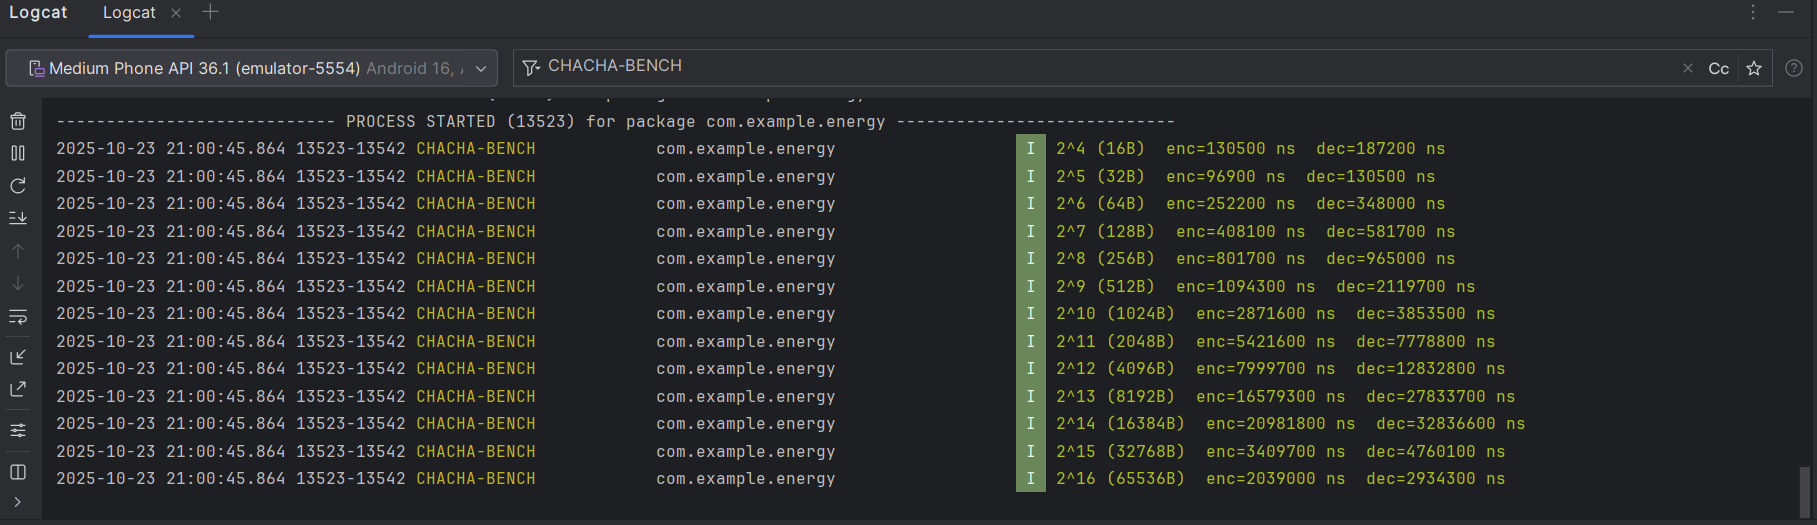 Logcat Logcat
Medium Phone API 36.1 (emulator-5554) Android 16, CHACHA-BENCH Cc
--------------------------- PROCESS STARTED (13523) for package com.example.energy ----------------------------
2025-10-23 21:00:45.864 13523-13542 CHACHA-BENCH com.example.energy I 2^4 (16B) enc=130500 ns dec=187200 ns
2025-10-23 21:00:45.864 13523-13542 CHACHA-BENCH com.example.energy I 2^5 (32B) enc=96900 ns dec=130500 ns
2025-10-23 21:00:45.864 13523-13542 CHACHA-BENCH com.example.energy I 2^6 (64B) enc=252200 ns dec=348000 ns
2025-10-23 21:00:45.864 13523-13542 CHACHA-BENCH com.example.energy I 2^7 (128B) enc=408100 ns dec=581700 ns
2025-10-23 21:00:45.864 13523-13542 CHACHA-BENCH com.example.energy I 2^8 (256B) enc=801700 ns dec=965000 ns
2025-10-23 21:00:45.864 13523-13542 CHACHA-BENCH com.example.energy I 2^9 (512B) enc=1094300 ns dec=2119700 ns
2025-10-23 21:00:45.864 13523-13542 CHACHA-BENCH com.example.energy I 2^10 (1024B) enc=2871600 ns dec=3853500 ns
2025-10-23 21:00:45.864 13523-13542 CHACHA-BENCH com.example.energy I 2^11 (2048B) enc=5421600 ns dec=7778800 ns
2025-10-23 21:00:45.864 13523-13542 CHACHA-BENCH com.example.energy I 2^12 (4096B) enc=7999700 ns dec=12832800 ns
2025-10-23 21:00:45.864 13523-13542 CHACHA-BENCH com.example.energy I 2^13 (8192B) enc=16579300 ns dec=27833700 ns
2025-10-23 21:00:45.864 13523-13542 CHACHA-BENCH com.example.energy I 2^14 (16384B) enc=20981800 ns dec=32836600 ns
2025-10-23 21:00:45.864 13523-13542 CHACHA-BENCH com.example.energy I 2^15 (32768B) enc=3409700 ns dec=4760100 ns
2025-10-23 21:00:45.864 13523-13542 CHACHA-BENCH com.example.energy I 2^16 (65536B) enc=2039000 ns dec=2934300 ns